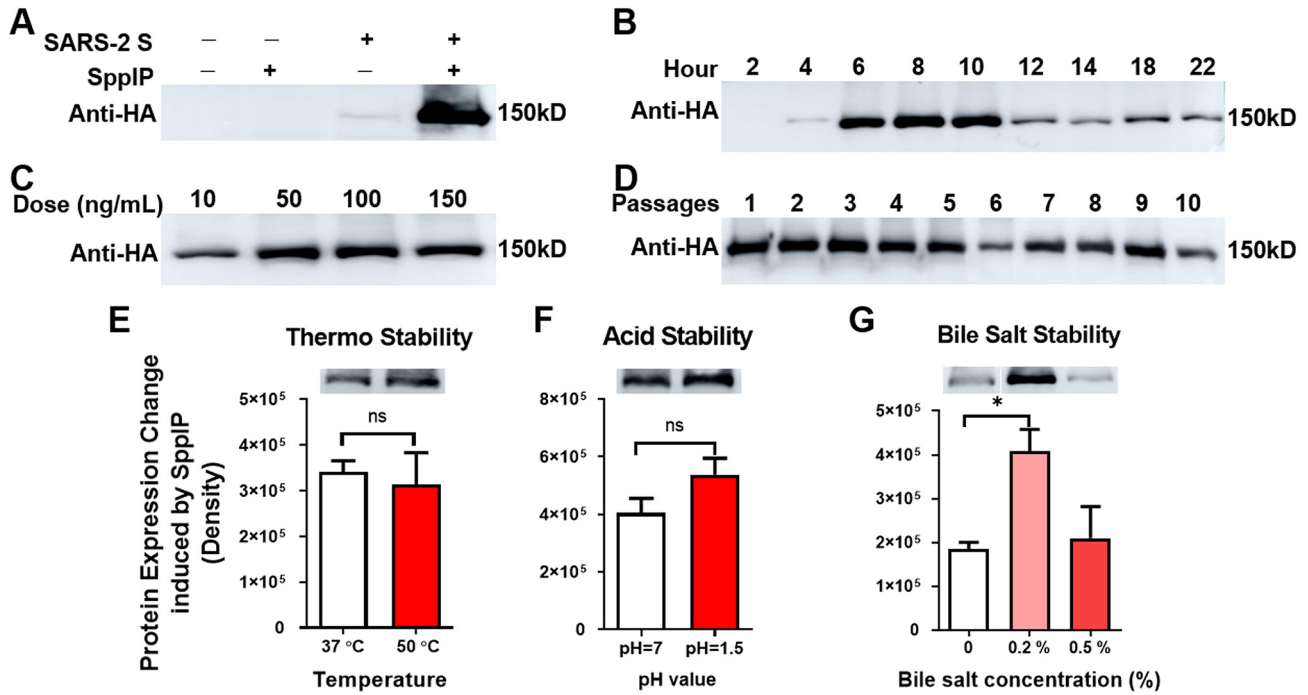 A
SARS-2 S – – + +
SppIP – + – +
Anti-HA 150kD
B
Hour 2 4 6 8 10 12 14 18 22
Anti-HA 150kD
C
Dose (ng/mL) 10 50 100 150
Anti-HA 150kD
D
Passages 1 2 3 4 5 6 7 8 9 10
Anti-HA 150kD
Protein Expression Change
induced by SppIP
(Density)
E
Thermo Stability
5×10⁵
4×10⁵
3×10⁵
2×10⁵
1×10⁵
0
ns
37 °C 50 °C
Temperature
F
Acid Stability
8×10⁵
6×10⁵
4×10⁵
2×10⁵
0
ns
pH=7 pH=1.5
pH value
G
Bile Salt Stability
5×10⁵
4×10⁵
3×10⁵
2×10⁵
1×10⁵
0
*
0 0.2 % 0.5 %
Bile salt concentration (%)